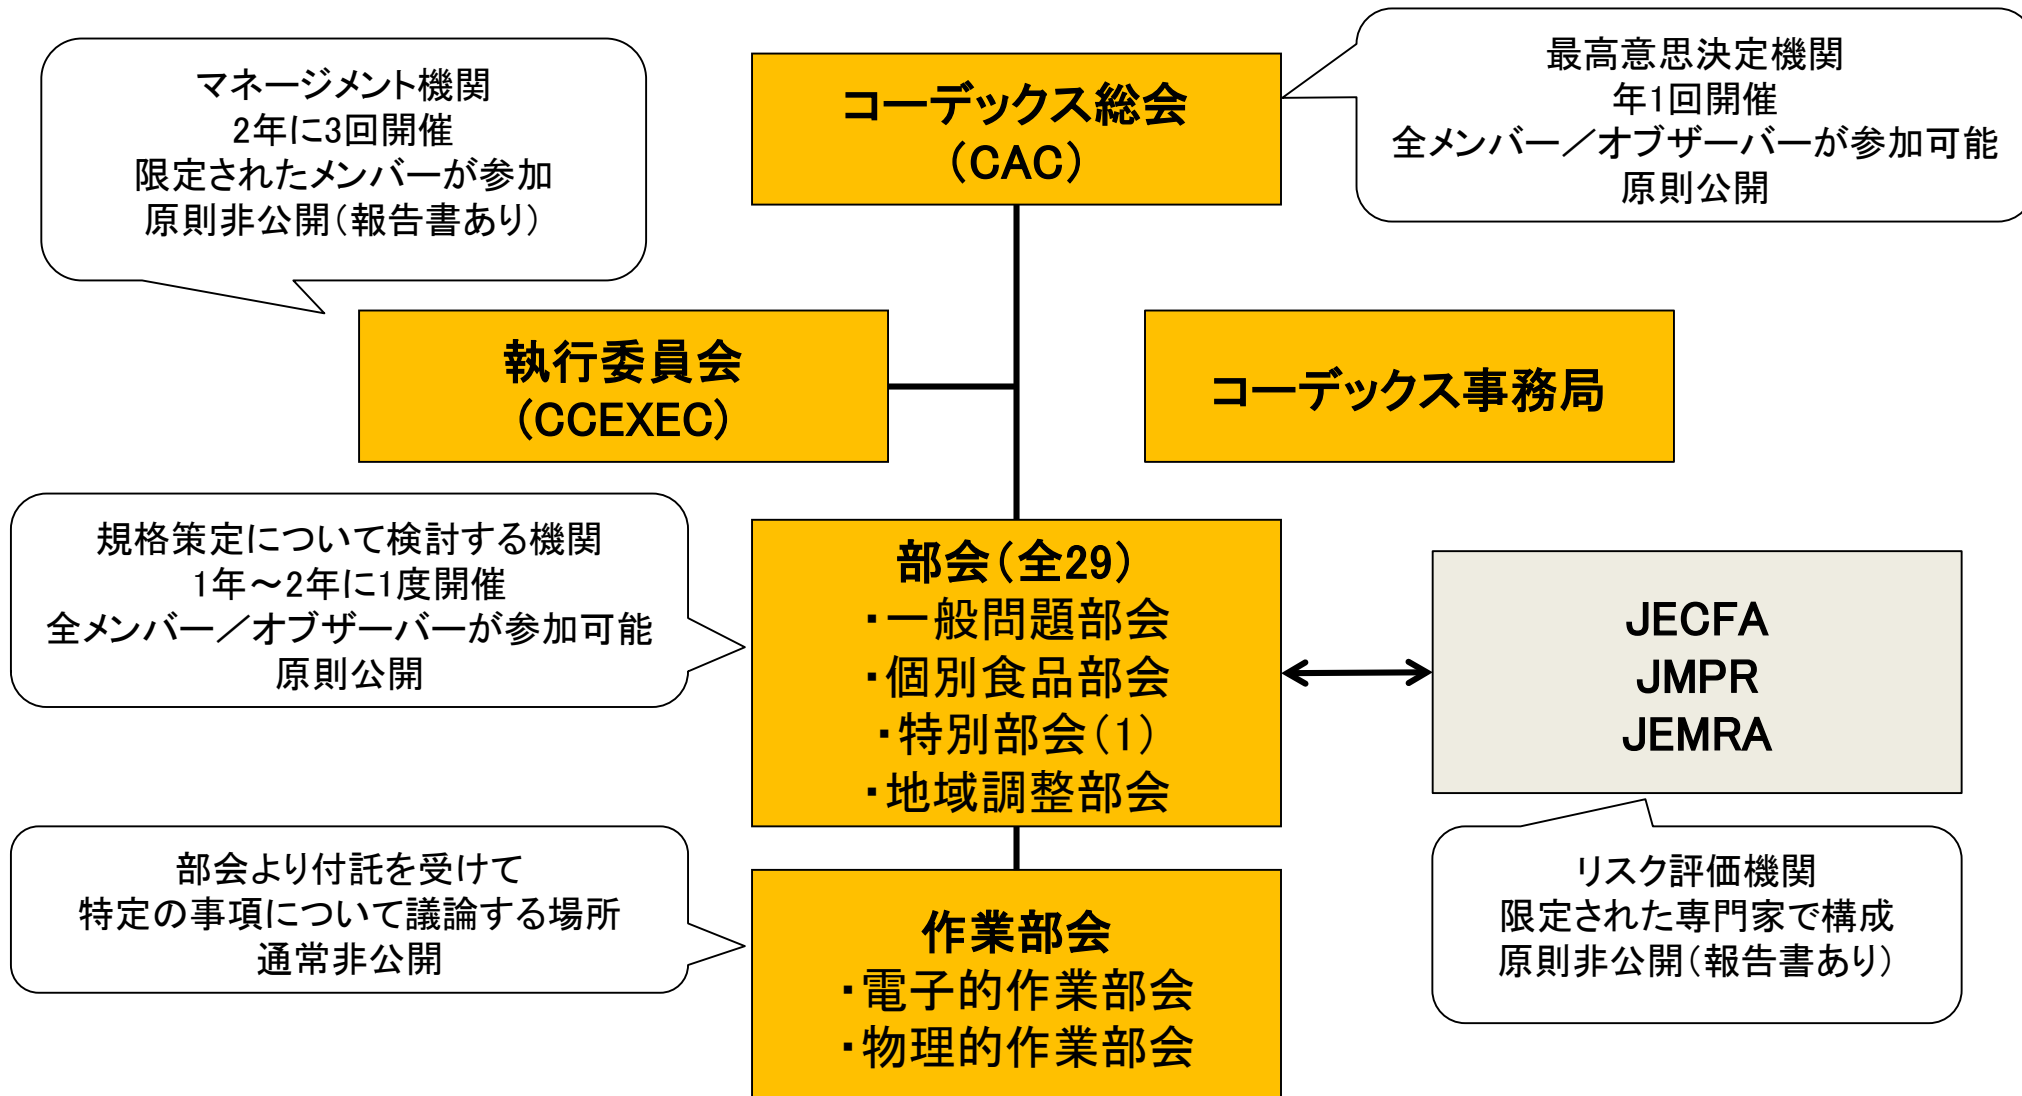 マネージメント機関
2年に3回開催
限定されたメンバーが参加
原則非公開(報告書あり)
コーデックス総会
(CAC)
最高意思決定機関
年1回開催
全メンバー/オブザーバーが参加可能
原則公開
執行委員会
(CCEXEC)
コーデックス事務局
規格策定について検討する機関
1年~2年に1度開催
全メンバー/オブザーバーが参加可能
原則公開
部会(全29)
・一般問題部会
・個別食品部会
・特別部会(1)
・地域調整部会
JECFA
JMPR
JEMRA
部会より付託を受けて
特定の事項について議論する場所
通常非公開
作業部会
・電子的作業部会
・物理的作業部会
リスク評価機関
限定された専門家で構成
原則非公開(報告書あり)